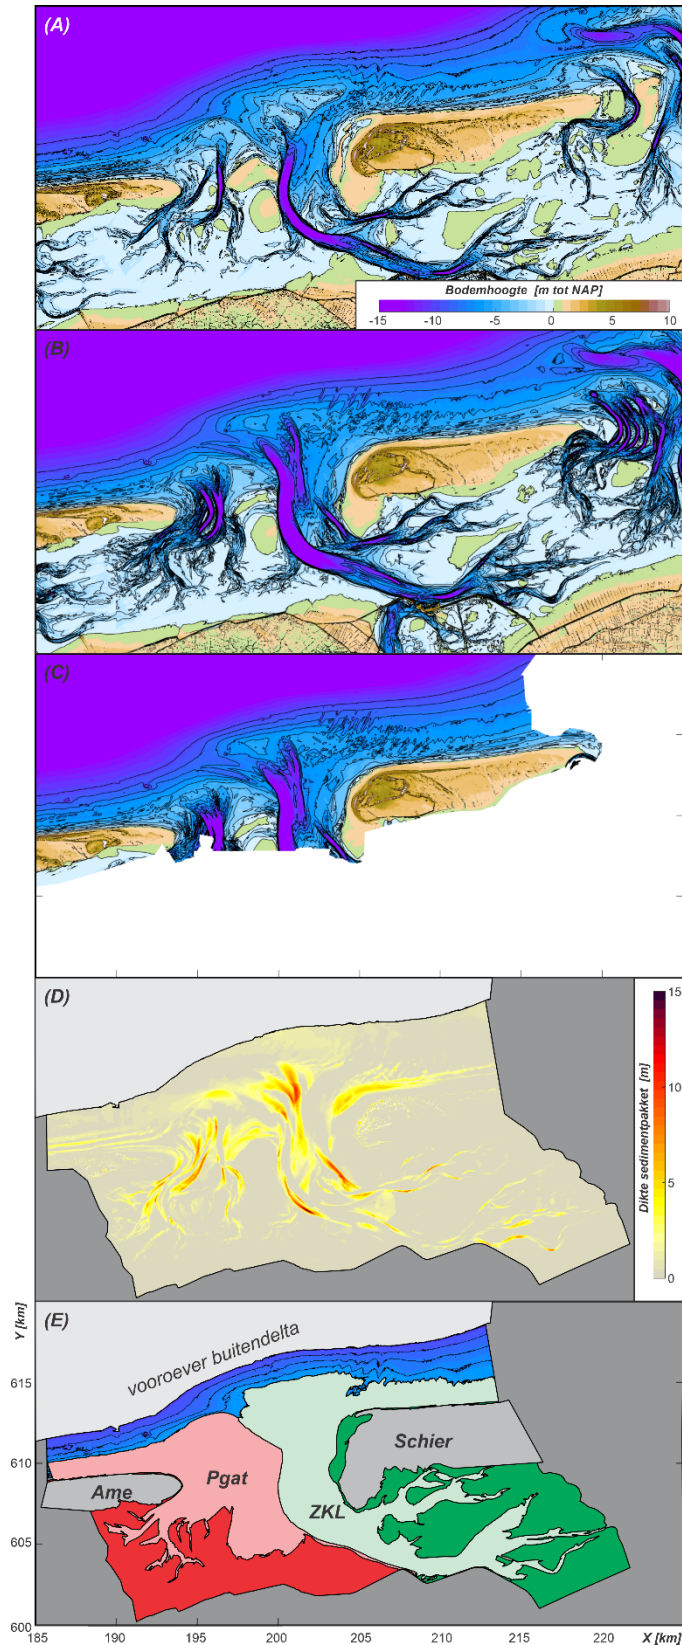 (A)
Bodemhoogte [m tot NAP]
-15 -10 -5 0 5 10
(B)
(C)
(D)
15
10
5
0
Dikte sedimentpakket [m]
(E)
Y [km]
vooroever buitendelta
615
Schier
610
Ame
Pgat
ZKL
605
600
185 190 195 200 205 210 215 220 X [km]